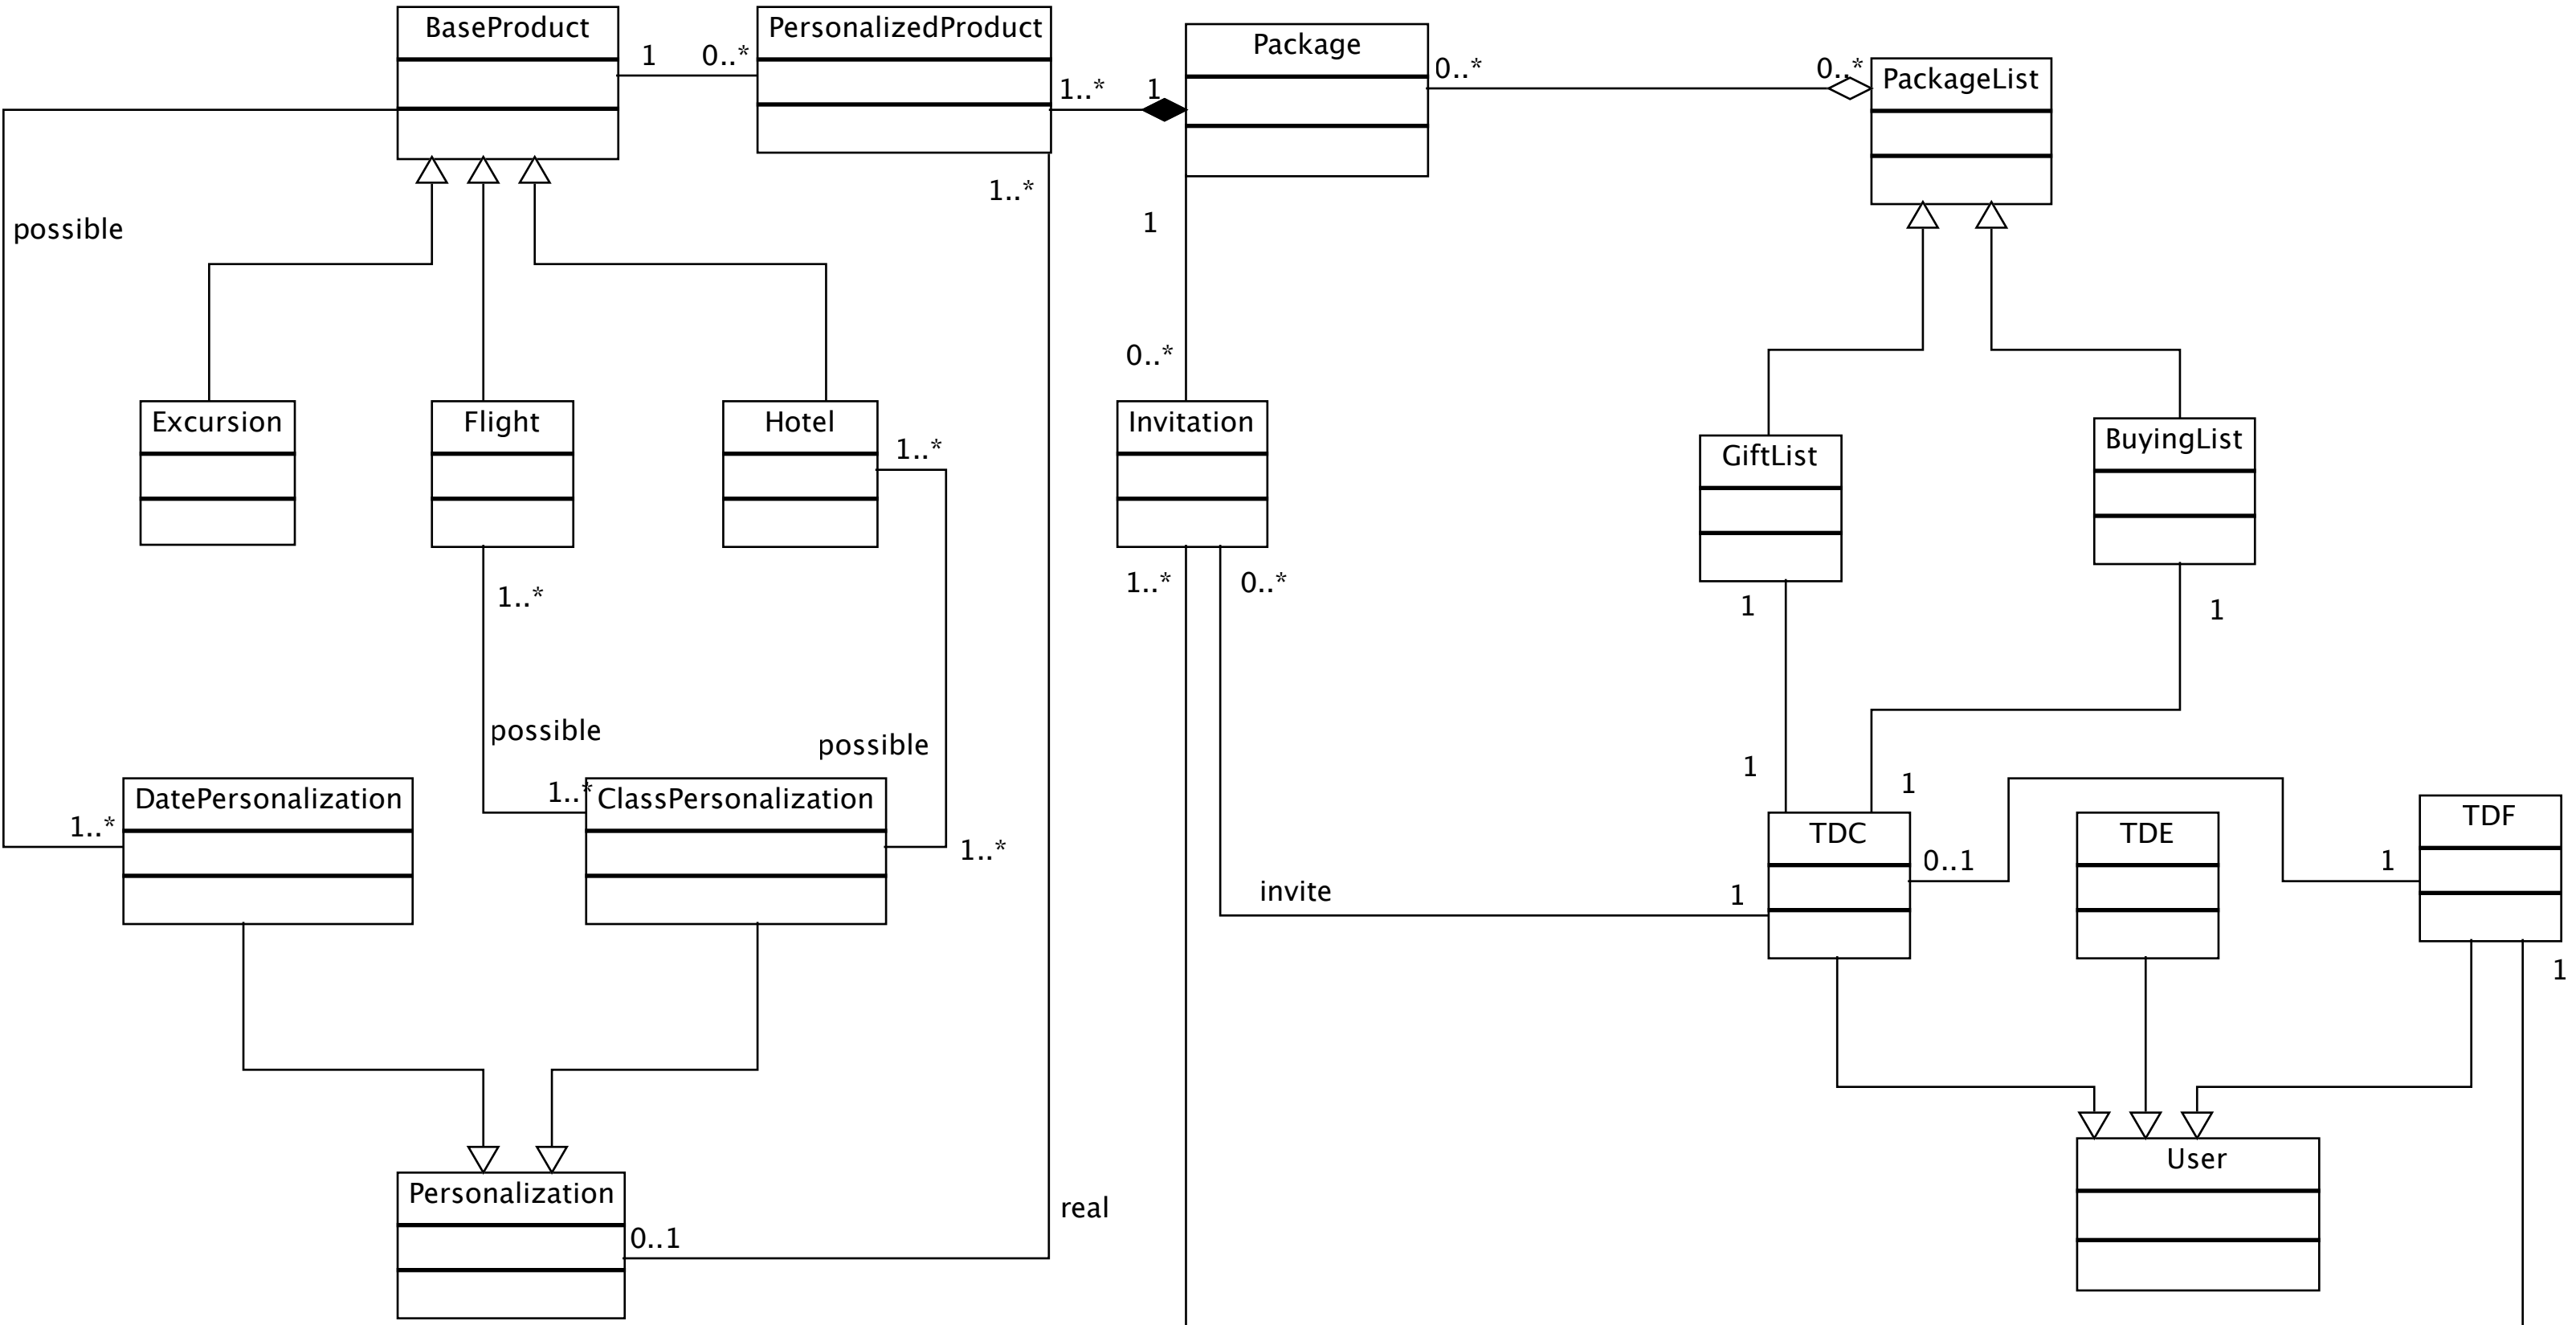 BaseProduct
PersonalizedProduct
Package
PackageList
1
0..*
1..*
1
0..*
0..*
1..*
1
possible
0..*
Excursion
Flight
Hotel
1..*
Invitation
GiftList
BuyingList
1..*
1..*
0..*
1
1
possible
possible
1
1
1..*
DatePersonalization
ClassPersonalization
1..*
1..*
TDC
TDE
TDF
0..1
1
invite
1
1
User
Personalization
real
0..1